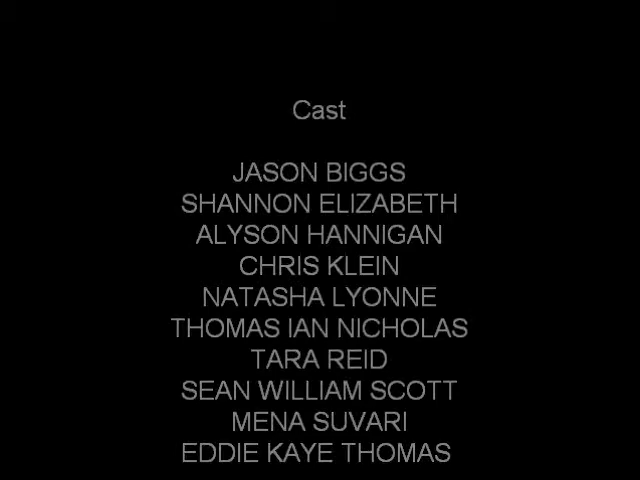 Cast
JASON BIGGS
SHANNON ELIZABETH
ALYSON HANNIGAN
CHRIS KLEIN
NATASHA LYONNE
THOMAS IAN NICHOLAS
TARA REID
SEAN WILLIAM SCOTT
MENA SUVARI
EDDIE KAYE THOMAS